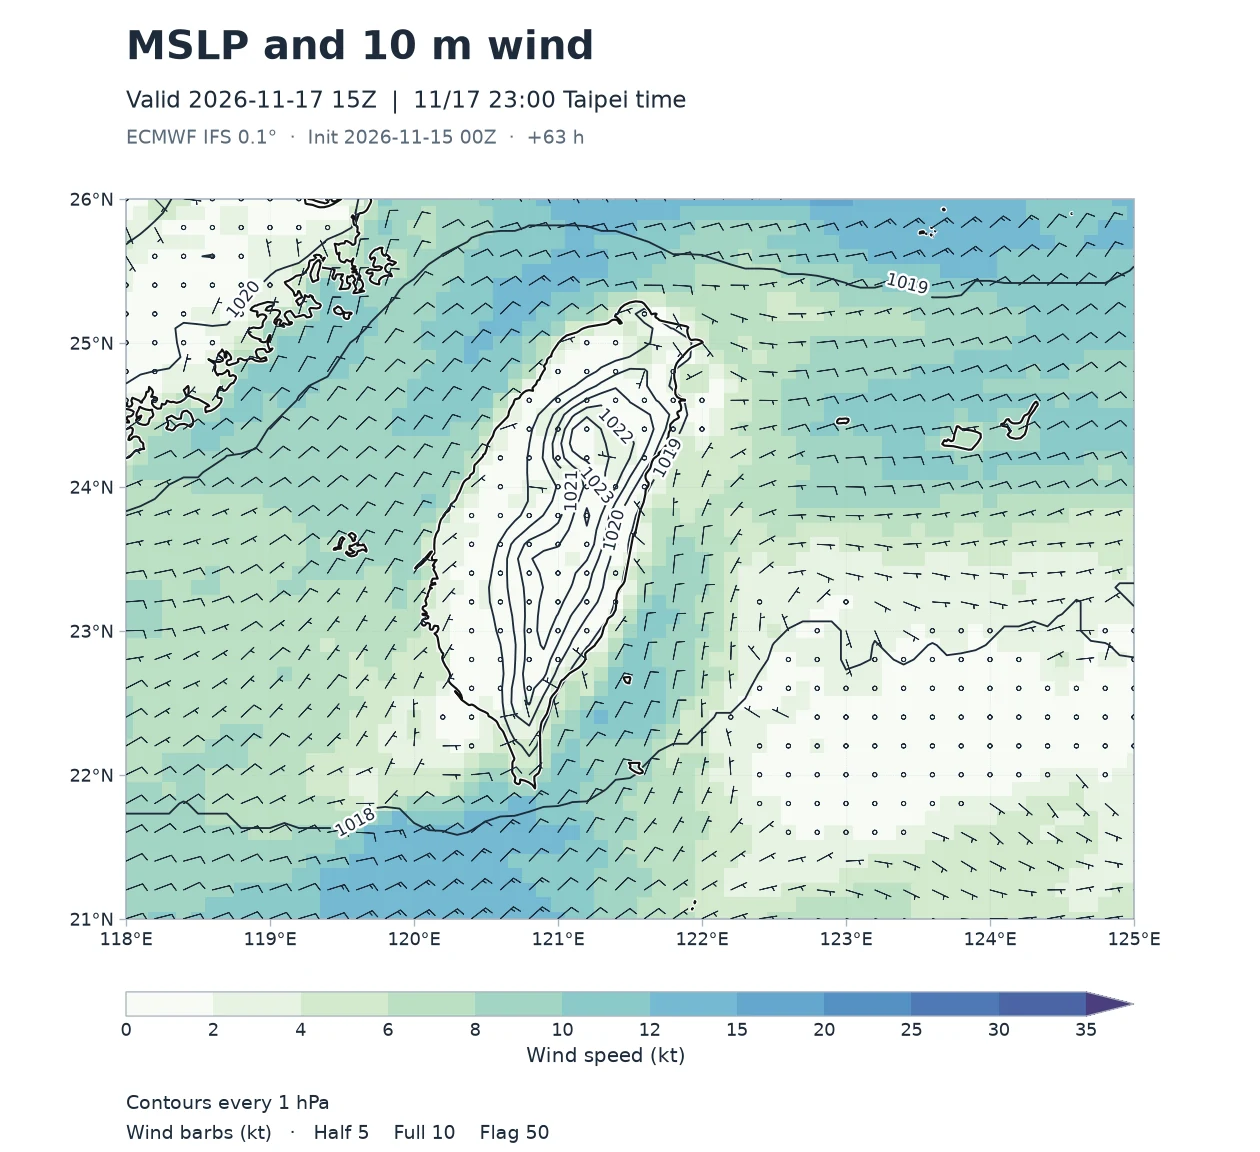 MSLP and 10 m wind
Valid 2026-11-17 15Z | 11/17 23:00 Taipei time
ECMWF IFS 0.1° · Init 2026-11-15 00Z · +63 h
26°N
1020
1019
25°N
1022
1019
24°N
1021
1023
1020
23°N
22°N
1018
21°N
118°E 119°E 120°E 121°E 122°E 123°E 124°E 125°E
0 2 4 6 8 10 12 15 20 25 30 35
Wind speed (kt)
Contours every 1 hPa
Wind barbs (kt) · Half 5 Full 10 Flag 50